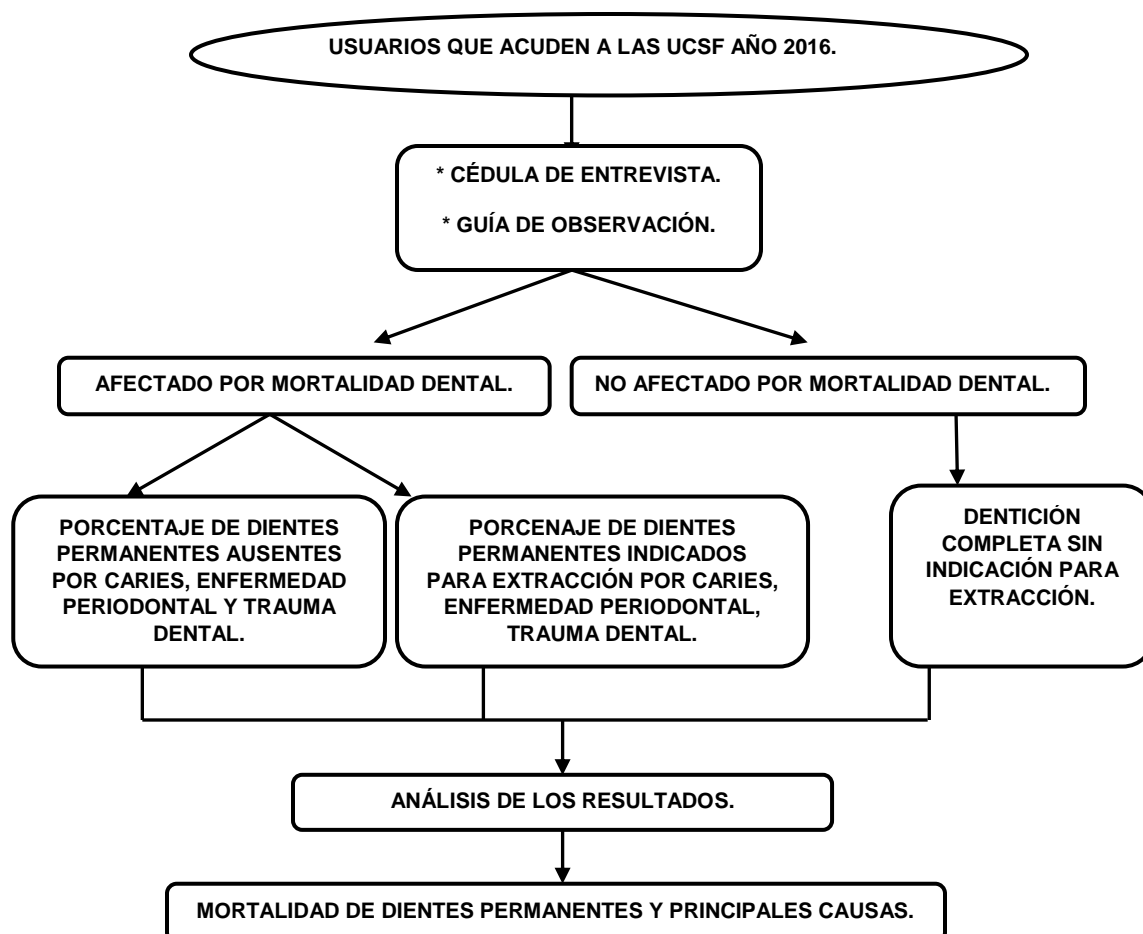 USUARIOS QUE ACUDEN A LAS UCSF AÑO 2016.
* CÉDULA DE ENTREVISTA.
* GUÍA DE OBSERVACIÓN.
AFECTADO POR MORTALIDAD DENTAL.
NO AFECTADO POR MORTALIDAD DENTAL.
PORCENTAJE DE DIENTES
PERMANENTES AUSENTES
POR CARIES, ENFERMEDAD
PERIODONTAL Y TRAUMA
DENTAL.
PORCENAJE DE DIENTES
PERMANENTES INDICADOS
PARA EXTRACCIÓN POR CARIES,
ENFERMEDAD PERIODONTAL,
TRAUMA DENTAL.
DENTICIÓN
COMPLETA SIN
INDICACIÓN PARA
EXTRACCIÓN.
ANÁLISIS DE LOS RESULTADOS.
MORTALIDAD DE DIENTES PERMANENTES Y PRINCIPALES CAUSAS.